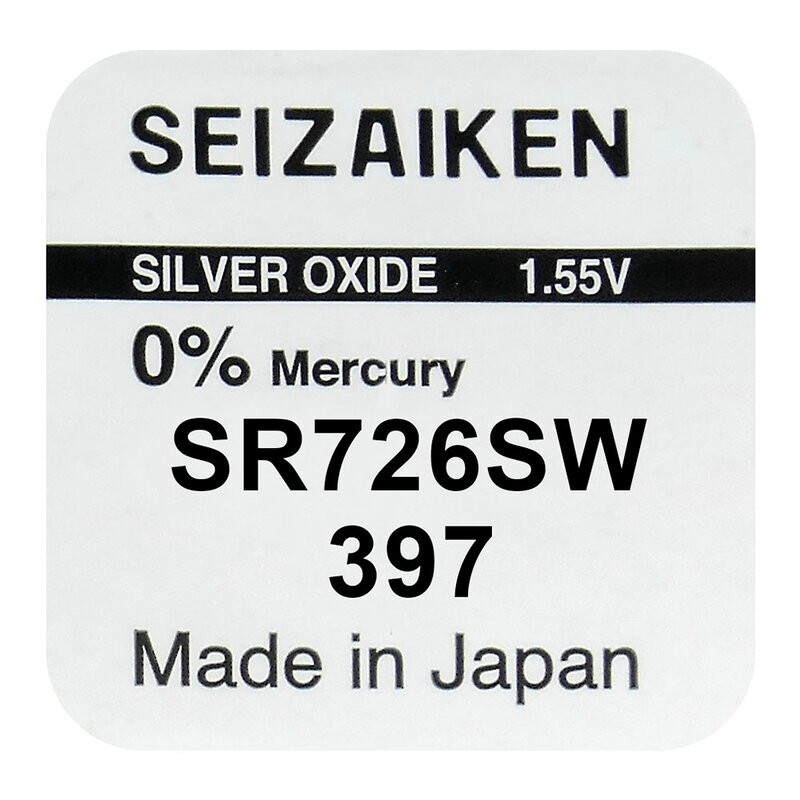 SEIZAIKEN
SILVER OXIDE 1.55V
0% Mercury
SR726SW
397
Made in Japan